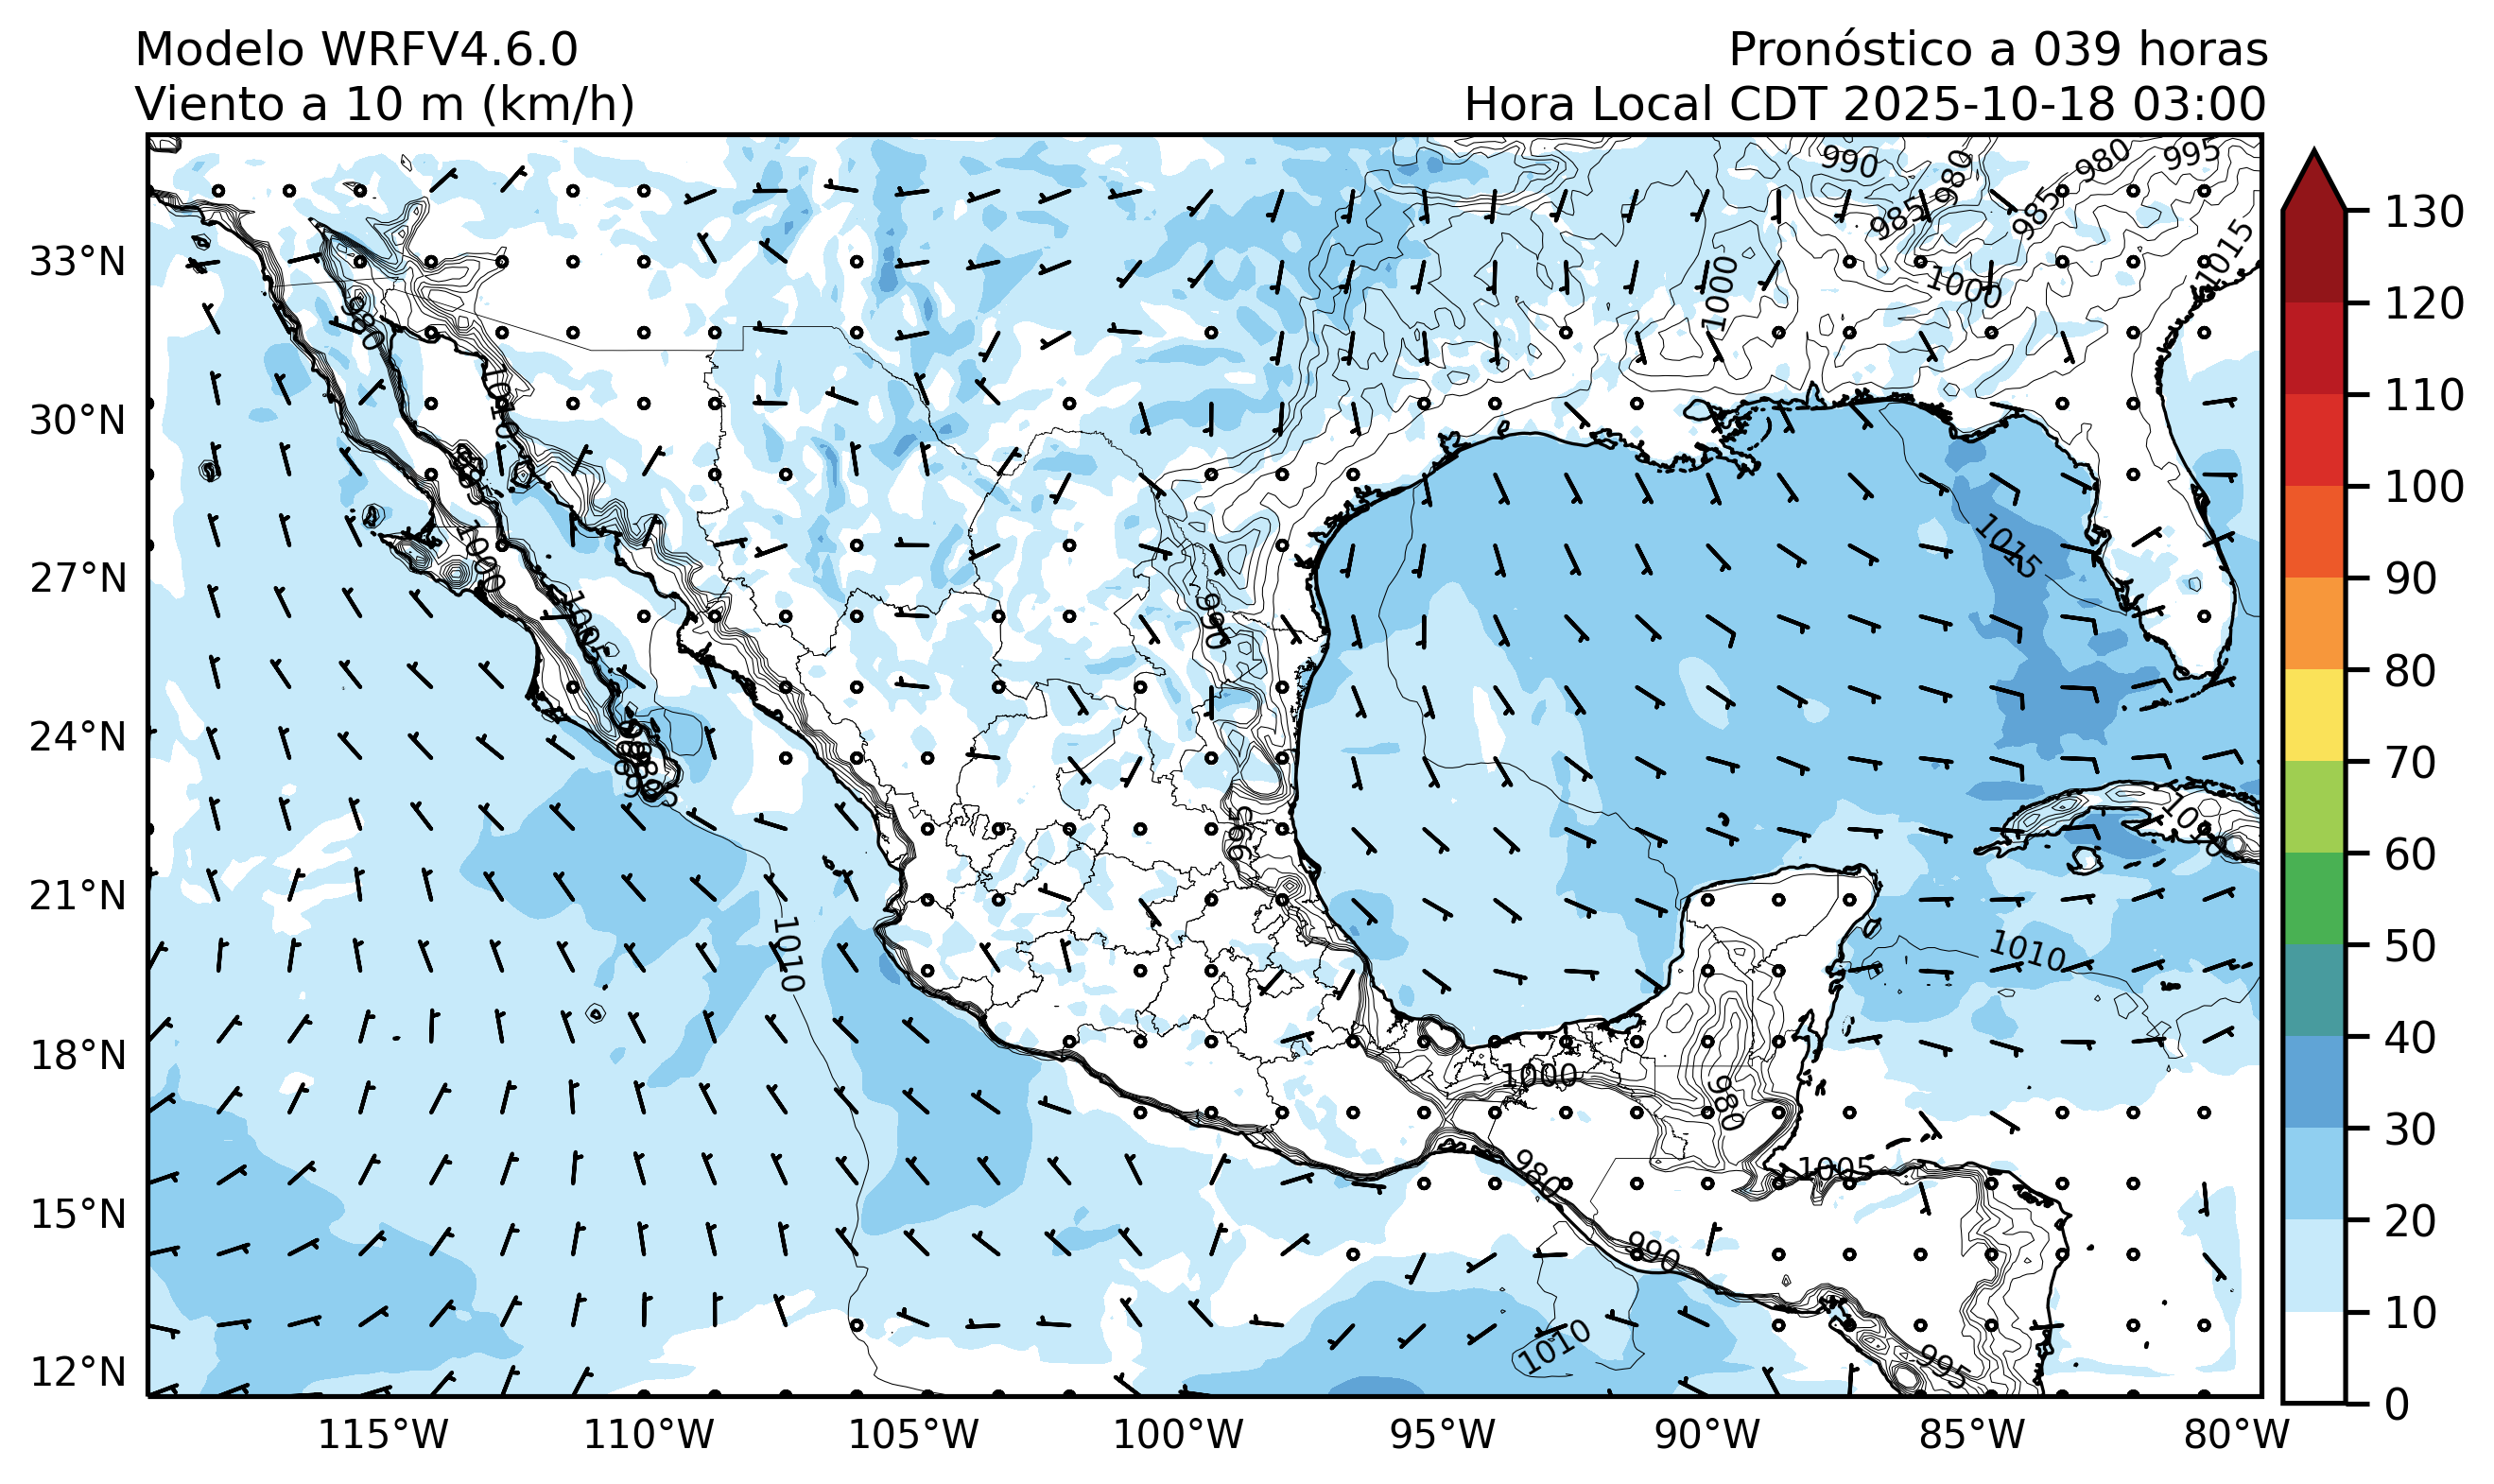 Modelo WRFV4.6.0
Viento a 10 m (km/h)
Pronóstico a 039 horas
Hora Local CDT 2025-10-18 03:00
33°N
30°N
27°N
24°N
21°N
18°N
15°N
12°N
115°W
110°W
105°W
100°W
95°W
90°W
85°W
80°W
130
120
110
100
90
80
70
60
50
40
30
20
10
0
990
980
980
995
985
985
1015
1000
1000
980
1010
1000
1015
990
995
1010
1010
1000
980
980
1005
990
1010
995